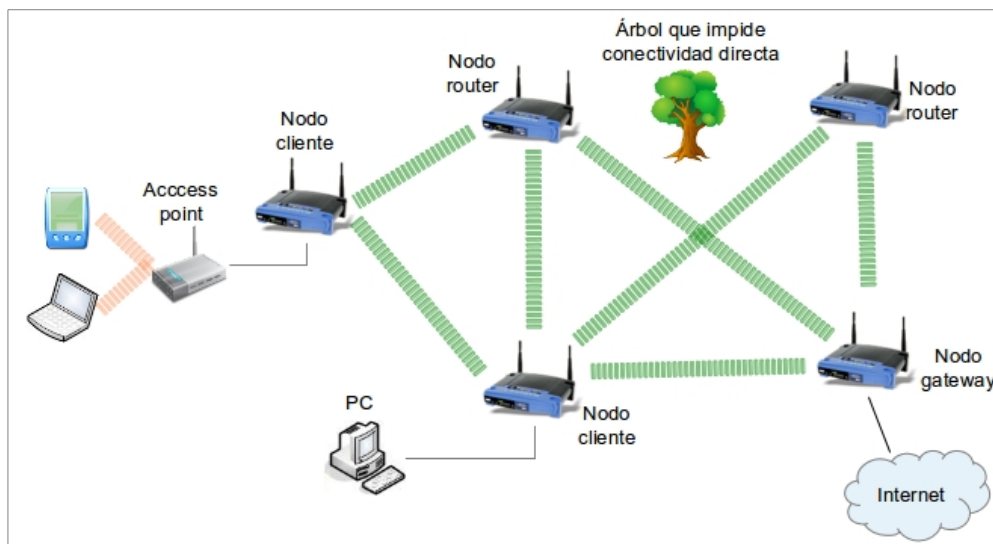 Árbol que impide
conectividad directa
Nodo
router
Nodo
router
Nodo
cliente
Acccess
point
Nodo
gateway
PC
Nodo
cliente
Internet